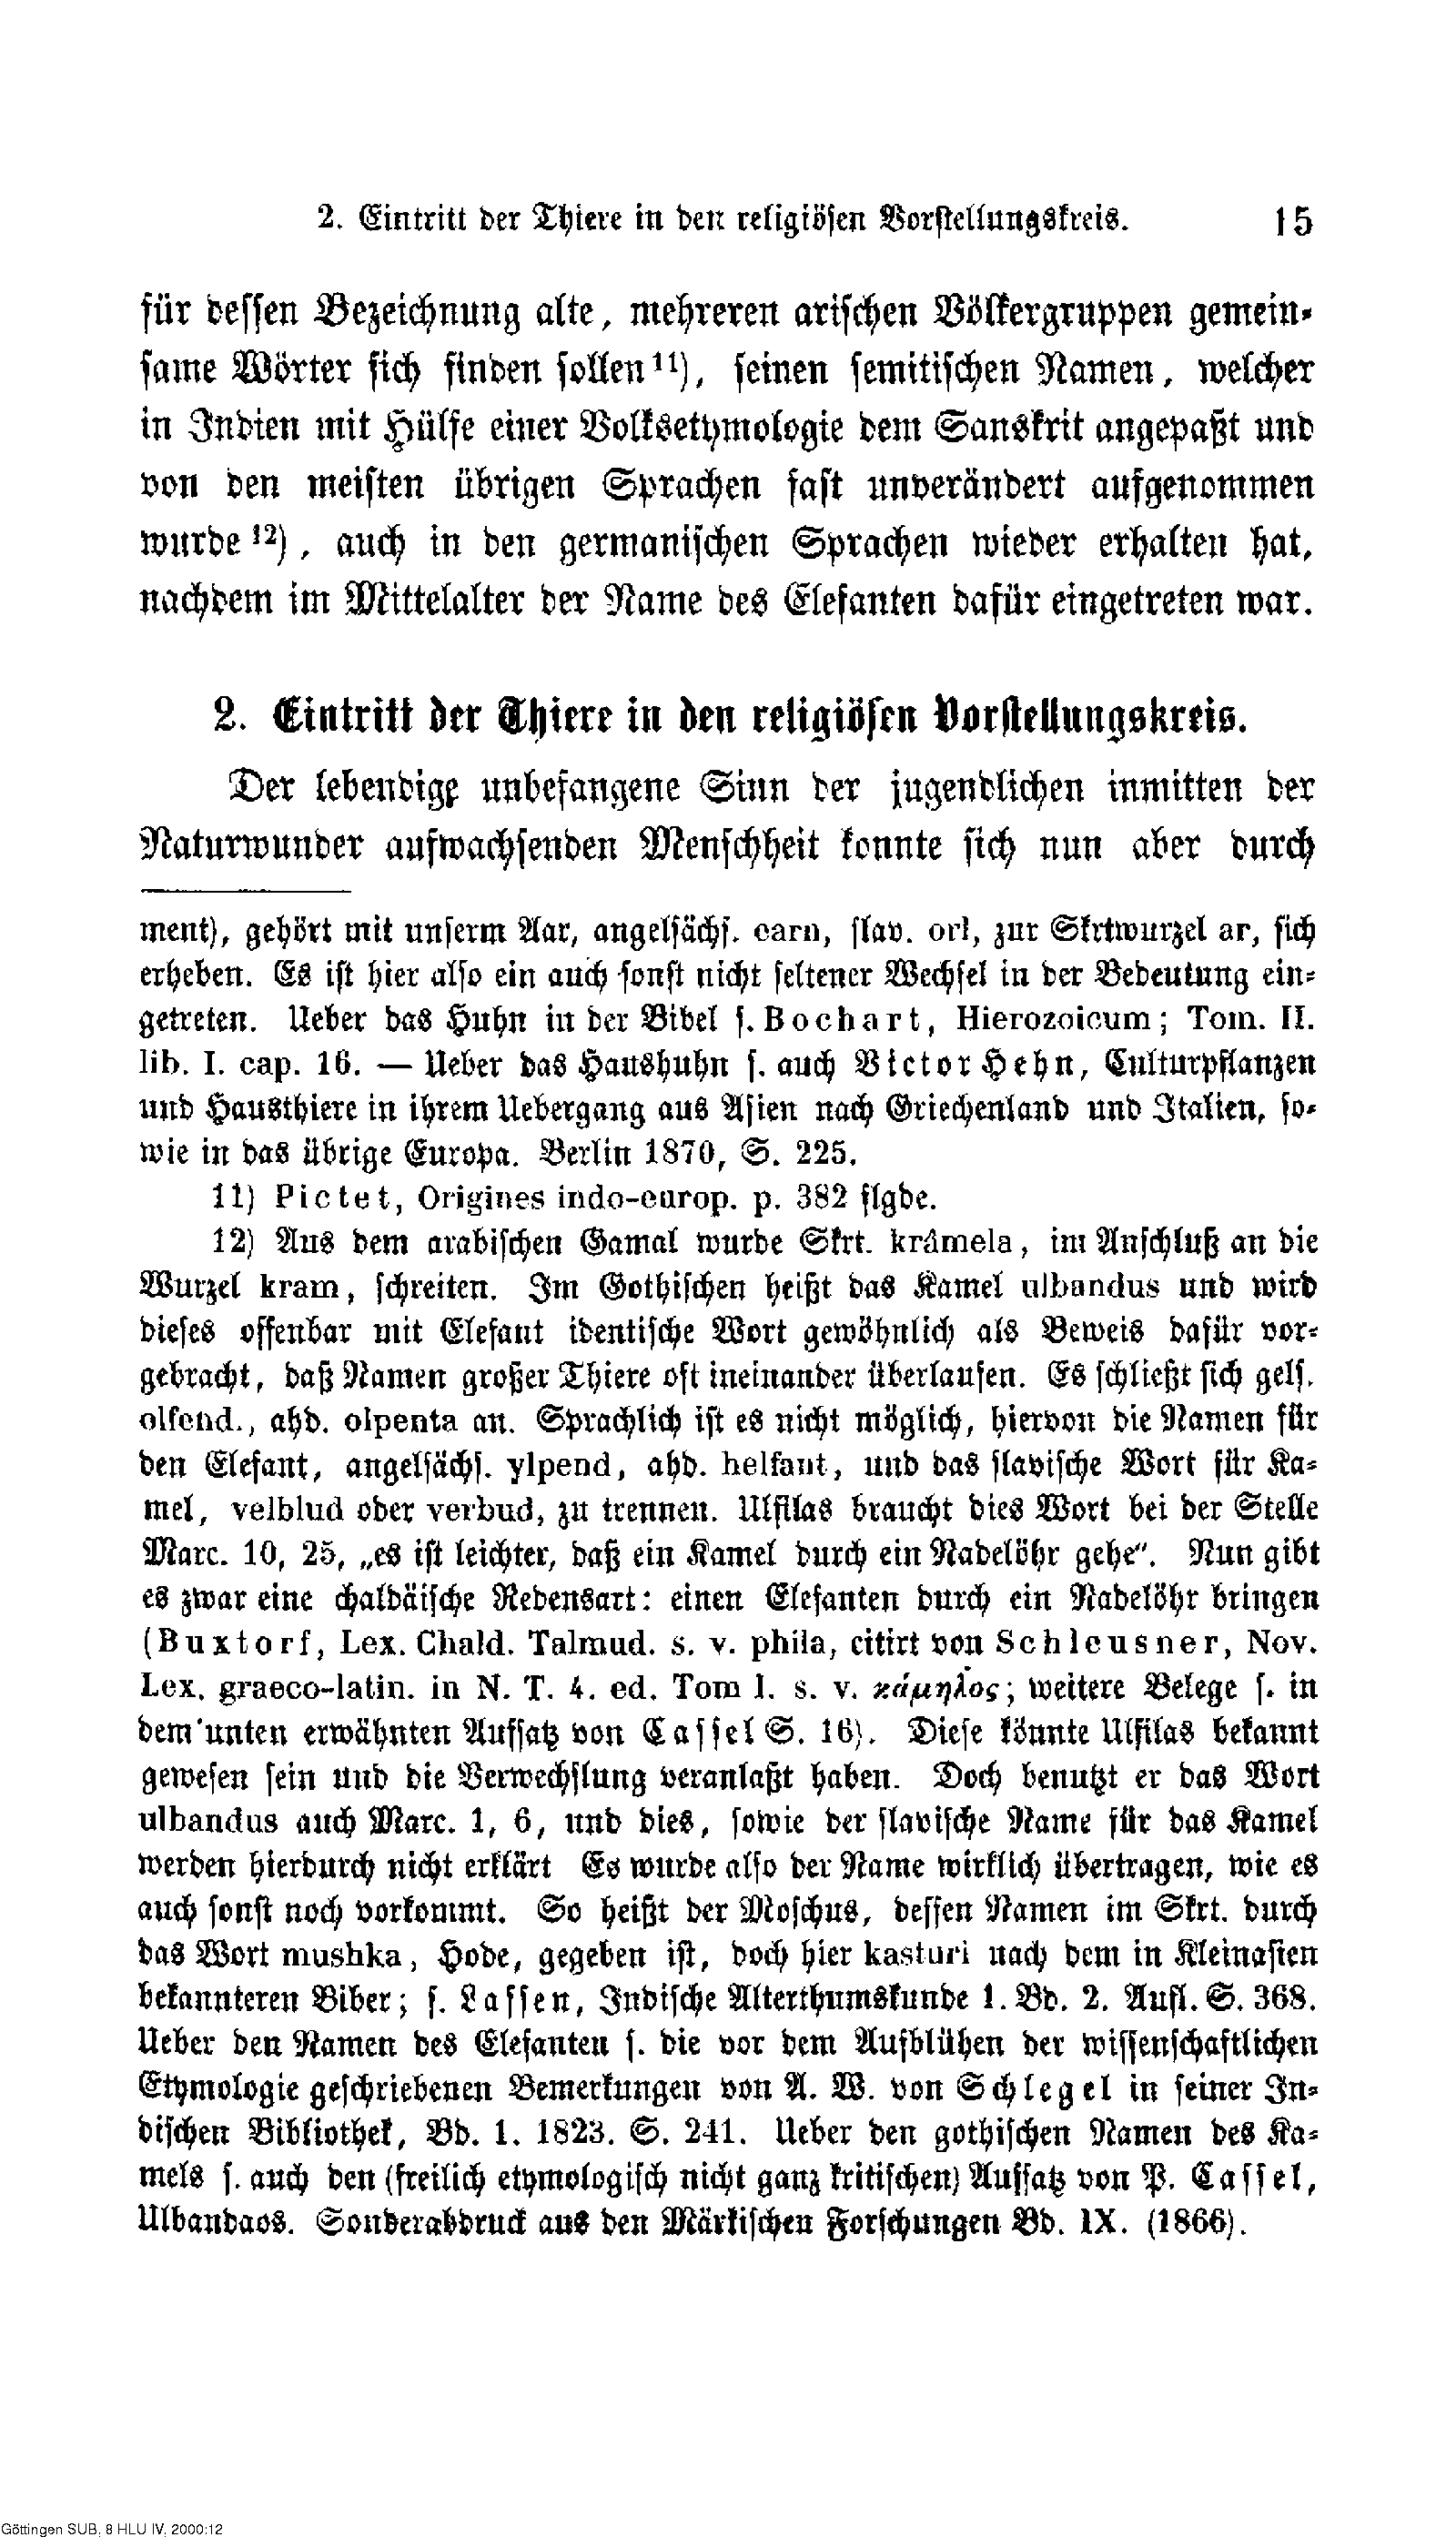 2. Eintritt der Thiere in den religiösen Vorstellungskreis. 15
für dessen Bezeichnung alte, mehreren arischen Völkergruppen gemein-
same Wörter sich finden sollen 11), seinen semitischen Namen, welcher
in Indien mit Hülfe einer Volksetymologie dem Sanskrit angepaßt und
von den meisten übrigen Sprachen fast unverändert aufgenommen
wurde 12), auch in den germanischen Sprachen wieder erhalten hat,
nachdem im Mittelalter der Name des Elefanten dafür eingetreten war.
2. Eintritt der Thiere in den religiösen Vorstellungskreis.
Der lebendige unbefangene Sinn der jugendlichen inmitten der
Naturwunder aufwachsenden Menschheit konnte sich nun aber durch
ment), gehört mit unserm Aar, angelsächs. earn, slav. orl, zur Skrtwurzel ar, sich
erheben. Es ist hier also ein auch sonst nicht seltener Wechsel in der Bedeutung ein-
getreten. Ueber das Huhn in der Bibel s. Bochart, Hierozoicum; Tom. II.
lib. I. cap. 16. — Ueber das Haushuhn s. auch Victor Hehn, Culturpflanzen
und Hausthiere in ihrem Uebergang aus Asien nach Griechenland und Italien, so-
wie in das übrige Europa. Berlin 1870, S. 225.
11) Pictet, Origines indo-europ. p. 382 flgde.
12) Aus dem arabischen Gamal wurde Skrt. krâmela, im Anschluß an die
Wurzel kram, schreiten. Im Gothischen heißt das Kamel ulbandus und wird
dieses offenbar mit Elefant identische Wort gewöhnlich als Beweis dafür vor-
gebracht, daß Namen großer Thiere oft ineinander überlaufen. Es schließt sich gels.
olfend., ahd. olpenta an. Sprachlich ist es nicht möglich, hiervon die Namen für
den Elefant, angelsächs. ylpend, ahd. helfant, und das slavische Wort für Ka-
mel, velblud oder verbud, zu trennen. Ulfilas braucht dies Wort bei der Stelle
Marc. 10, 25, „es ist leichter, daß ein Kamel durch ein Nadelöhr gehe". Nun gibt
es zwar eine chaldäische Redensart: einen Elefanten durch ein Nadelöhr bringen
(Buxtorf, Lex. Chald. Talmud. s. v. phila, citirt von Schleusner, Nov.
Lex. graeco-latin. in N. T. 4. ed. Tom I. s. v. κάμηλος; weitere Belege s. in
dem unten erwähnten Aufsatz von Cassel S. 16). Diese könnte Ulfilas bekannt
gewesen sein und die Verwechslung veranlaßt haben. Doch benutzt er das Wort
ulbandus auch Marc. 1, 6, und dies, sowie der slavische Name für das Kamel
werden hierdurch nicht erklärt Es wurde also der Name wirklich übertragen, wie es
auch sonst noch vorkommt. So heißt der Moschus, dessen Namen im Skrt. durch
das Wort mushka, Hode, gegeben ist, doch hier kasturi nach dem in Kleinasien
bekannteren Biber; s. Lassen, Indische Alterthumskunde 1. Bd. 2. Aufl. S. 368.
Ueber den Namen des Elefanten s. die vor dem Aufblühen der wissenschaftlichen
Etymologie geschriebenen Bemerkungen von A. W. von Schlegel in seiner In-
dischen Bibliothek, Bd. 1. 1823. S. 241. Ueber den gothischen Namen des Ka-
mels s. auch den (freilich etymologisch nicht ganz kritischen) Aufsatz von P. Cassel,
Ulbandaos. Sonderabdruck aus den Märkischen Forschungen Bd. IX. (1866).
Göttingen SUB, 8 HLU IV, 2000:12